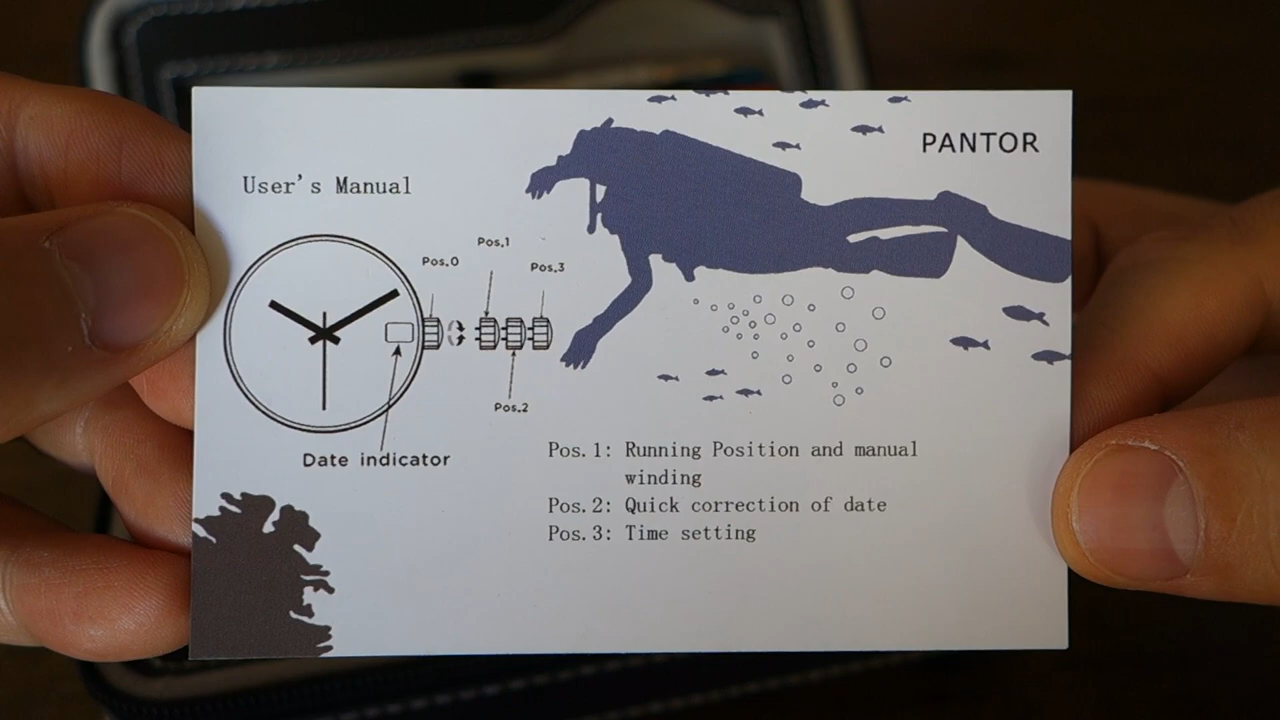 PANTOR
User's Manual
Pos.1
Pos.0
Pos.3
Pos.2
Date indicator
Pos.1: Running Position and manual
winding
Pos.2: Quick correction of date
Pos.3: Time setting